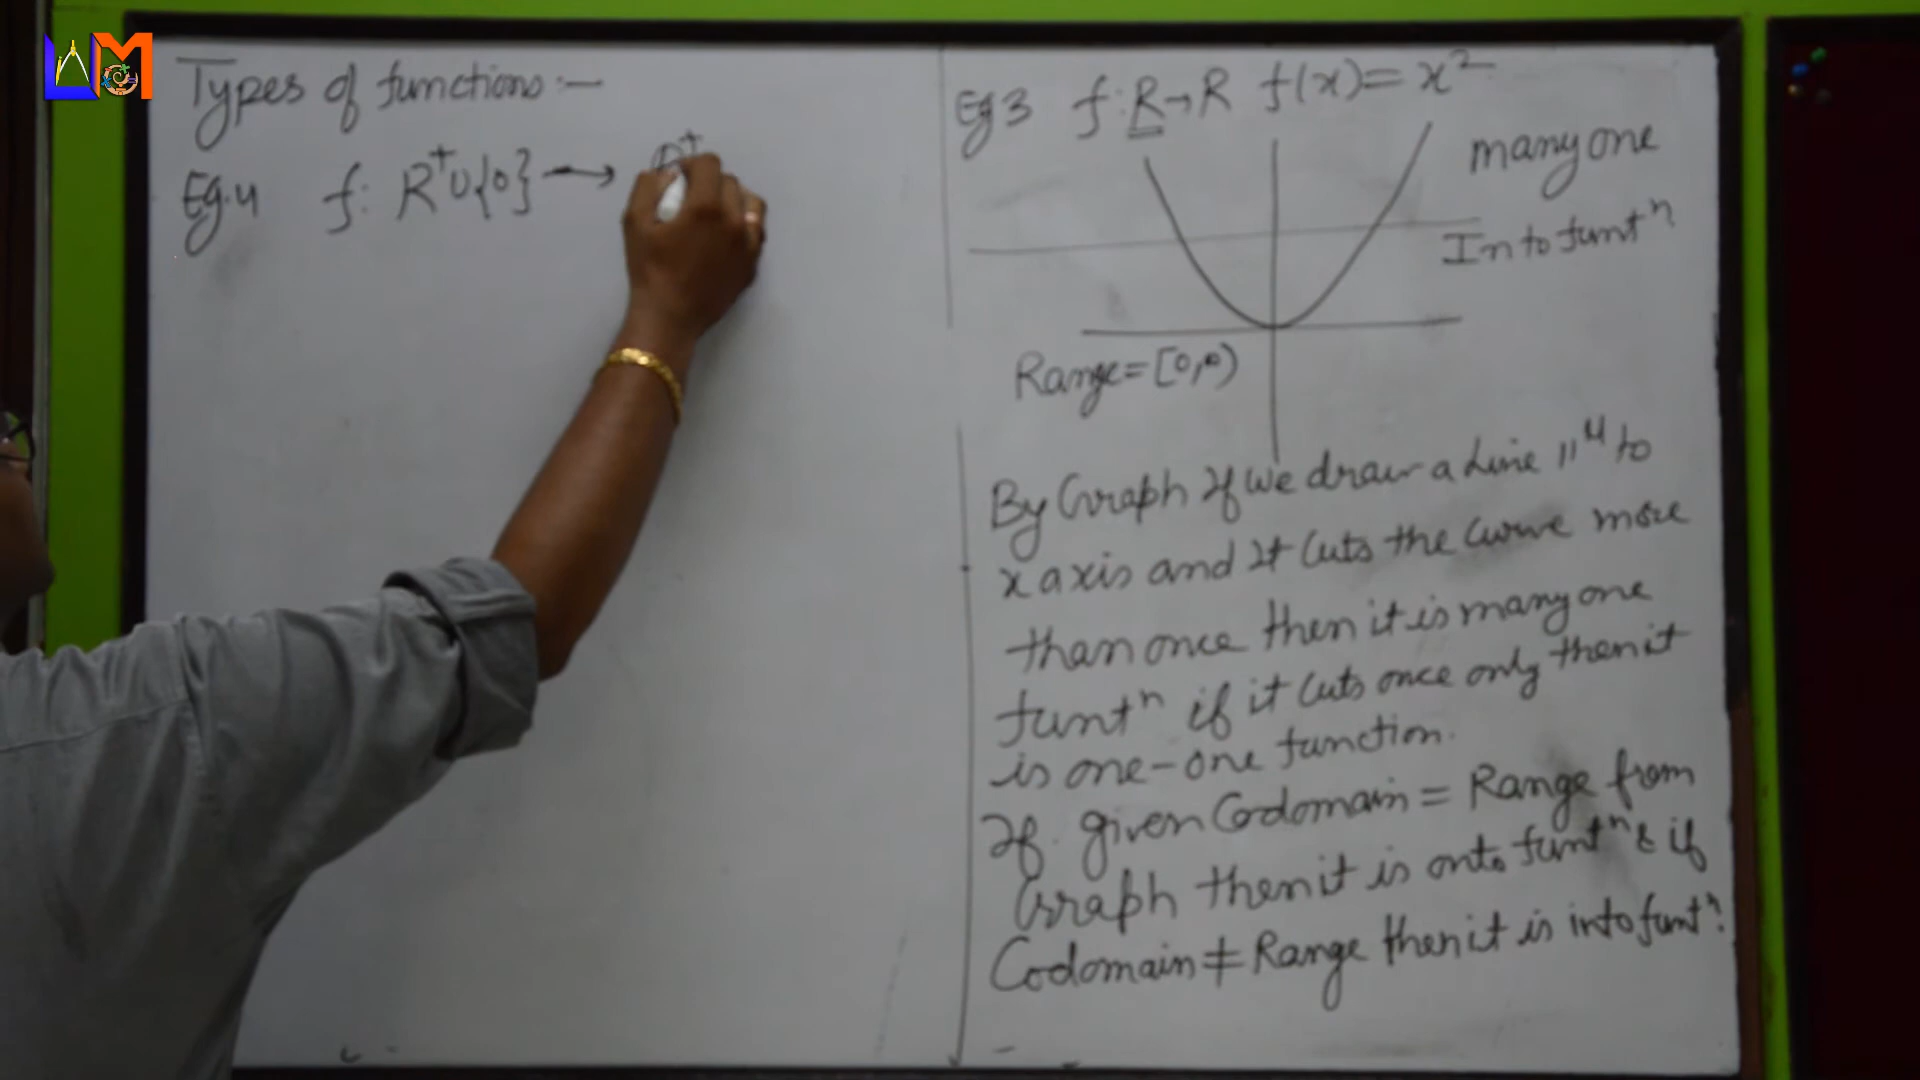 Types of functions :-
Eg.4 f: R⁺∪{0} →
Eg 3 f: R→R f(x) = x²
many one
In to funtⁿ
Range = [0,∞)
By Graph If we draw a Line ||ˡˡ to
x axis and It Cuts the Curve more
than once then it is many one
funtⁿ if it Cuts once only then it
is one-one function.
If given Codomain = Range from
Graph then it is onto funtⁿ & if
Codomain ≠ Range then it is into funtⁿ.